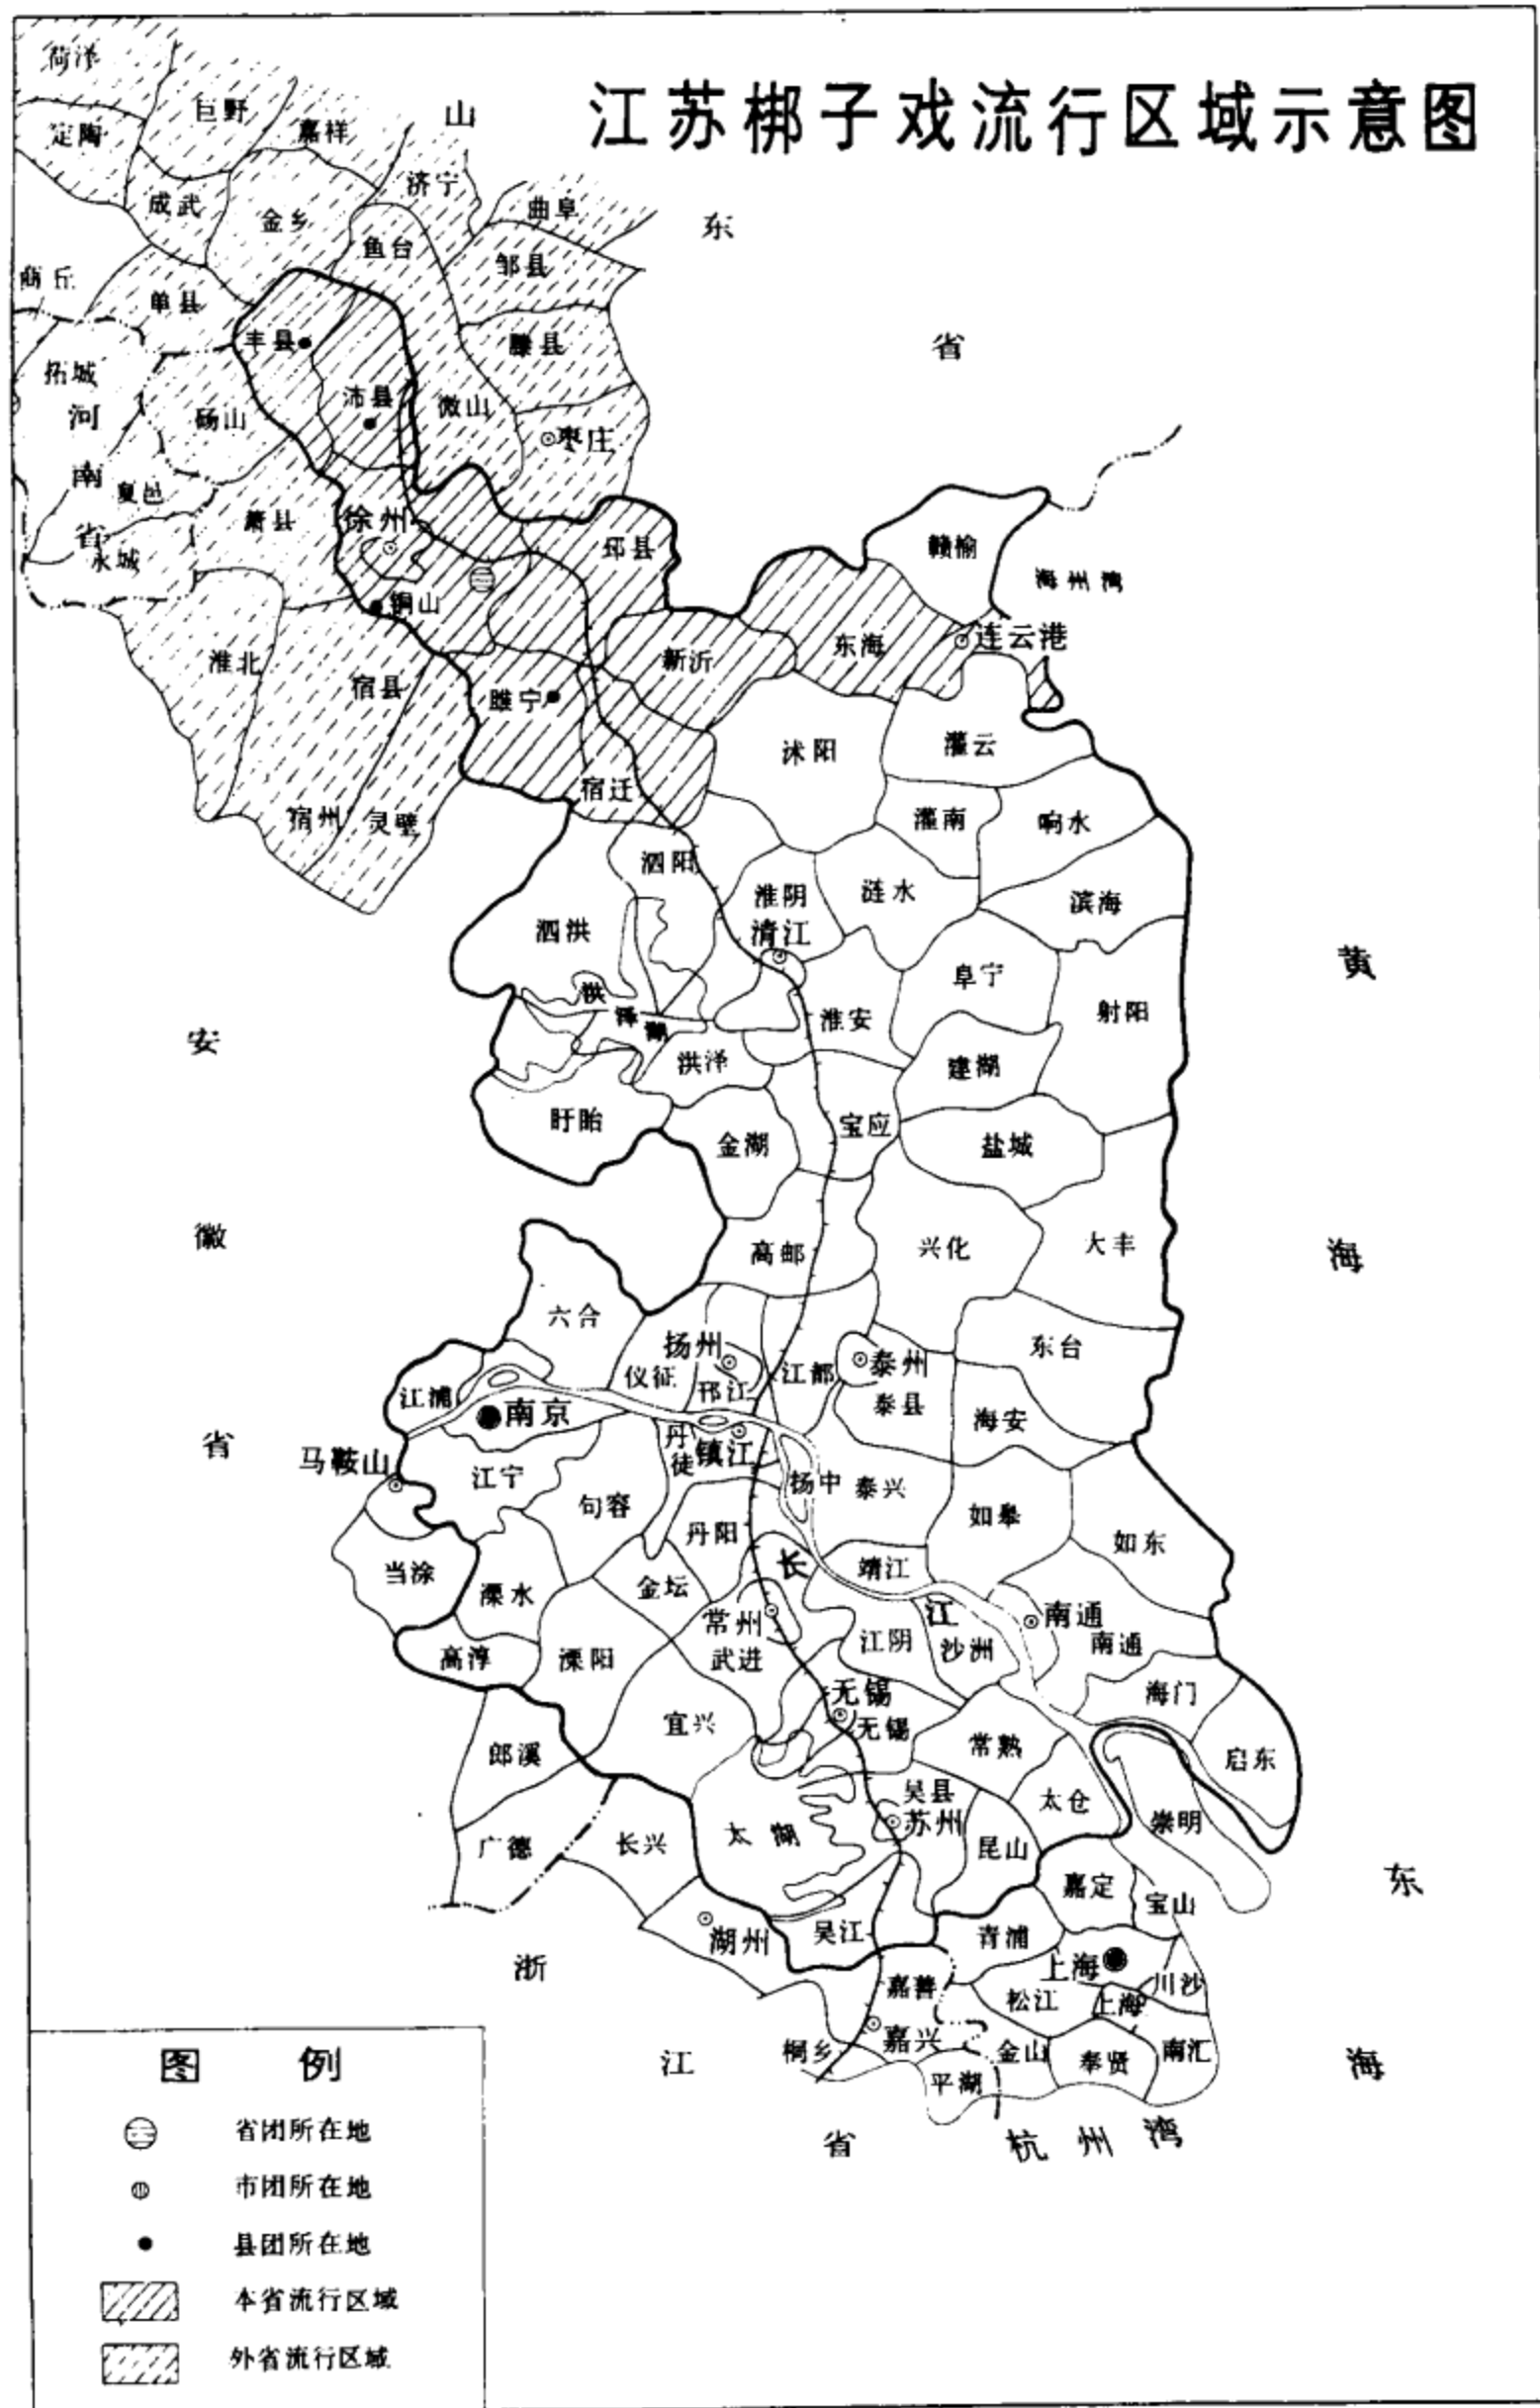 江苏梆子戏流行区域示意图
荷泽
巨野
定陶
嘉祥
山
济宁
成武
金乡
曲阜
东
鱼台
邹县
商丘
单县
丰县
滕县
省
拓城
沛县
微山
河
砀山
枣庄
南
夏邑
萧县
徐州
省
永城
邳县
赣榆
海州湾
铜山
东海
连云港
淮北
宿县
新沂
睢宁
沭阳
灌云
宿迁
宿州
灵璧
灌南
响水
泗阳
淮阴
涟水
滨海
泗洪
清江
黄
洪
泽
湖
阜宁
淮安
射阳
安
洪泽
建湖
盱眙
宝应
金湖
盐城
徽
高邮
兴化
大丰
海
六合
扬州
东台
仪征
邗江
江都
泰州
江浦
泰县
海安
南京
省
丹徒
镇江
马鞍山
江宁
扬中
泰兴
句容
如皋
丹阳
如东
当涂
长
靖江
溧水
金坛
江
常州
南通
高淳
溧阳
武进
江阴
沙洲
南通
无锡
海门
宜兴
无锡
常熟
郎溪
启东
吴县
太仓
苏州
崇明
广德
长兴
太湖
昆山
东
嘉定
宝山
湖州
吴江
青浦
浙
上海
嘉善
松江
上海
川沙
嘉兴
江
桐乡
金山
奉贤
南汇
海
平湖
省
杭州湾
图例
省团所在地
市团所在地
县团所在地
本省流行区域
外省流行区域